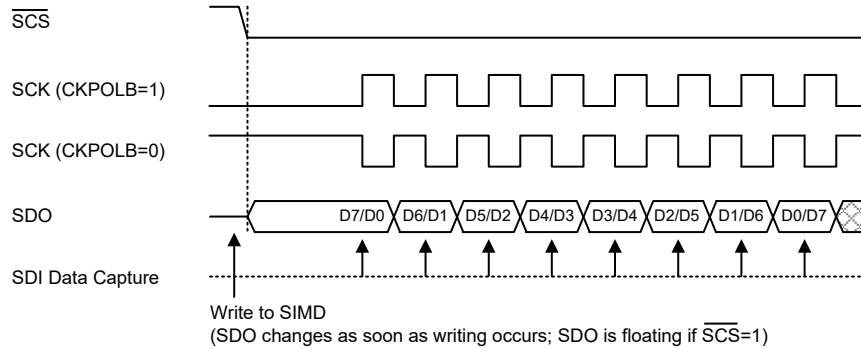 SCS
SCK (CKPOLB=1)
SCK (CKPOLB=0)
SDO D7/D0 D6/D1 D5/D2 D4/D3 D3/D4 D2/D5 D1/D6 D0/D7
SDI Data Capture
Write to SIMD
(SDO changes as soon as writing occurs; SDO is floating if SCS=1)